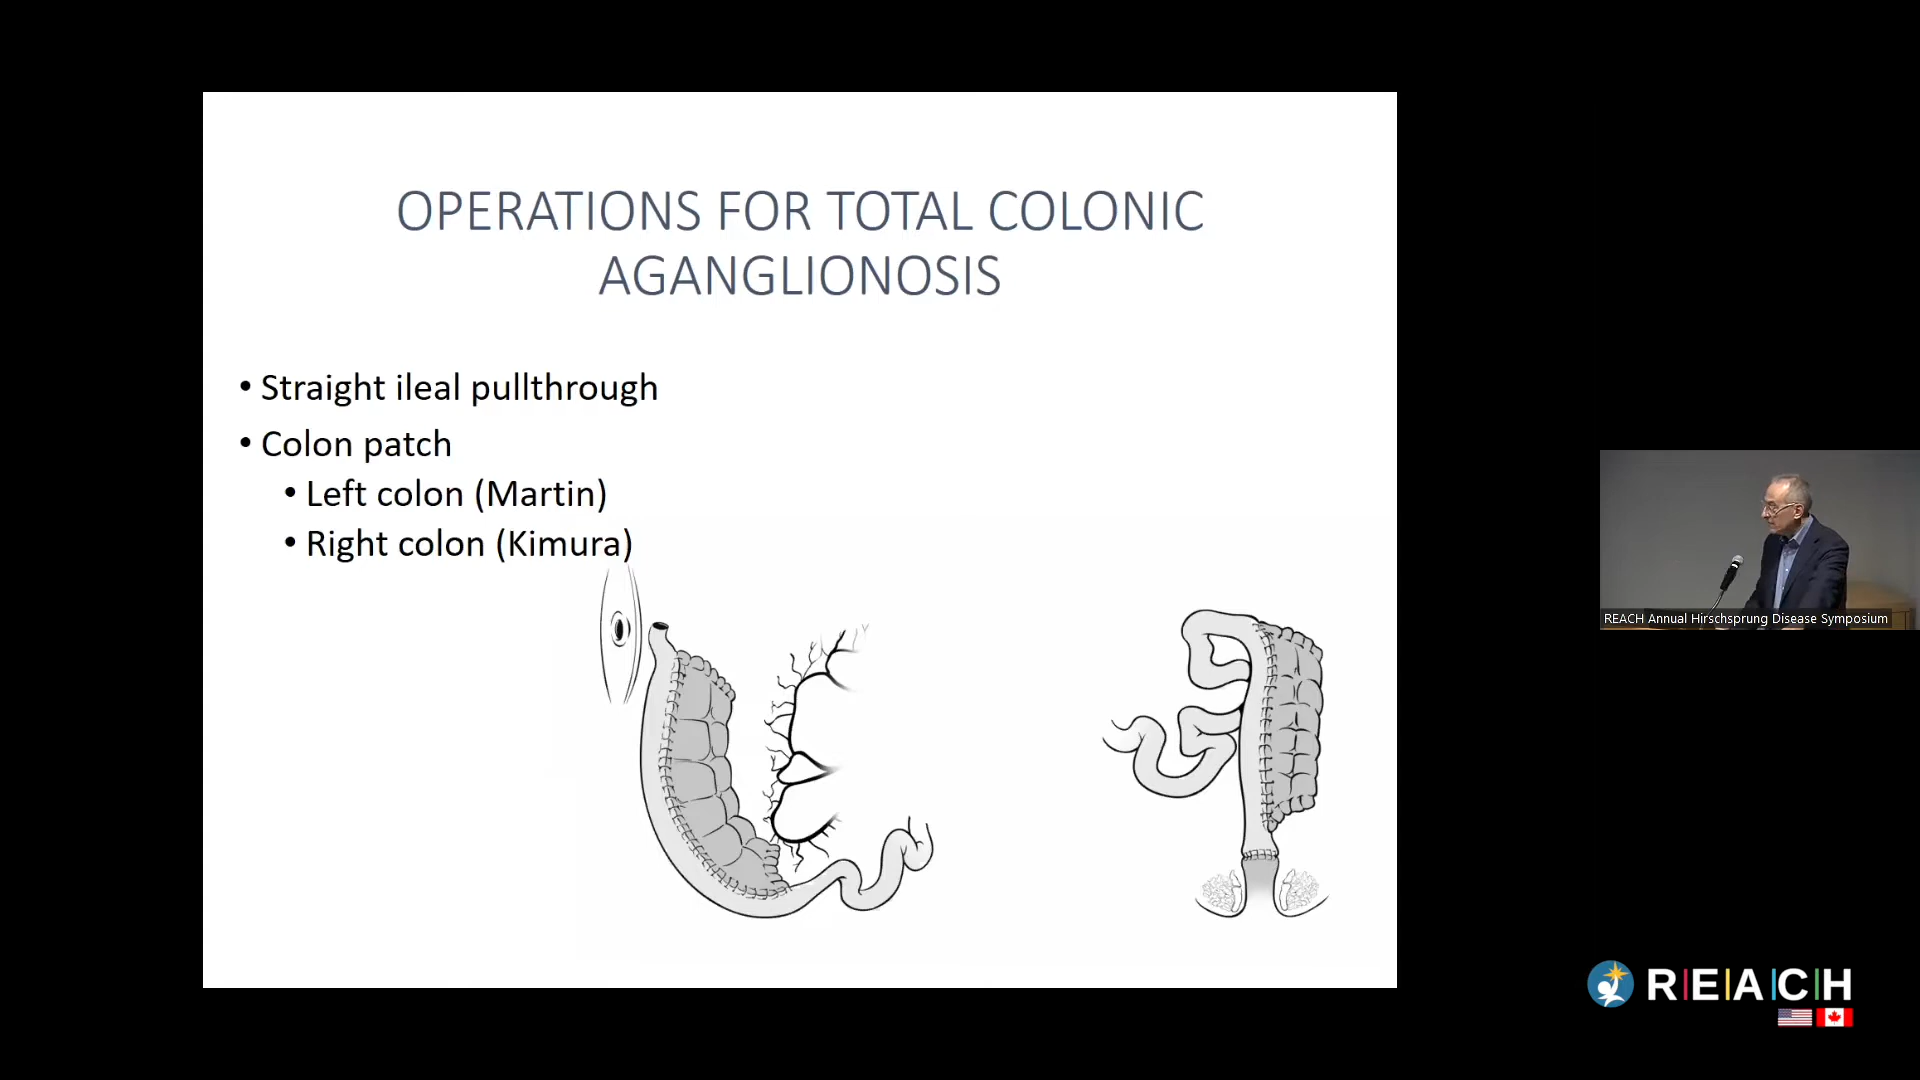 OPERATIONS FOR TOTAL COLONIC
AGANGLIONOSIS
• Straight ileal pullthrough
• Colon patch
• Left colon (Martin)
• Right colon (Kimura)
REACH Annual Hirschsprung Disease Symposium
R|E|A|C|H